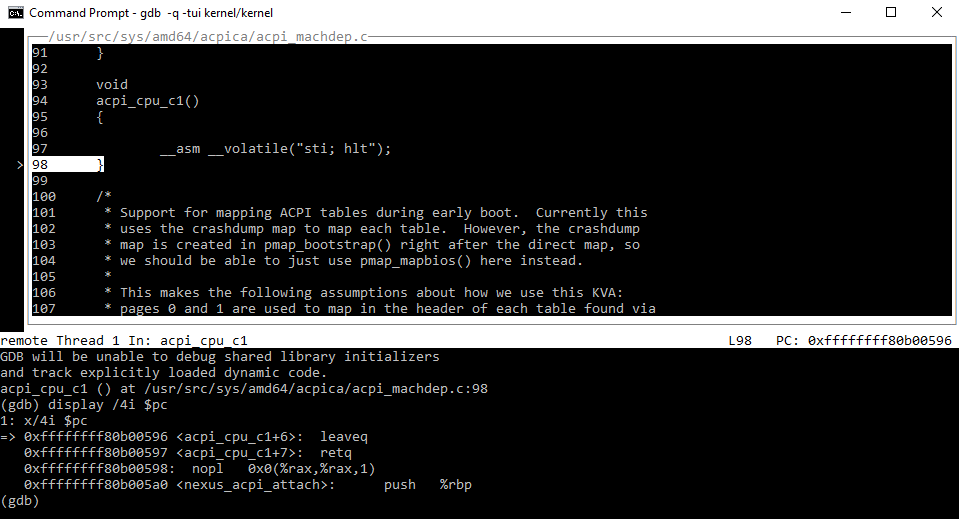 Command Prompt - gdb -q -tui kernel/kernel
/usr/src/sys/amd64/acpica/acpi_machdep.c
91      }
92
93      void
94      acpi_cpu_c1()
95      {
96
97              __asm __volatile("sti; hlt");
>98      }
99
100     /*
101      * Support for mapping ACPI tables during early boot.  Currently this
102      * uses the crashdump map to map each table.  However, the crashdump
103      * map is created in pmap_bootstrap() right after the direct map, so
104      * we should be able to just use pmap_mapbios() here instead.
105      *
106      * This makes the following assumptions about how we use this KVA:
107      * pages 0 and 1 are used to map in the header of each table found via
remote Thread 1 In: acpi_cpu_c1                                            L98   PC: 0xffffffff80b00596
GDB will be unable to debug shared library initializers
and track explicitly loaded dynamic code.
acpi_cpu_c1 () at /usr/src/sys/amd64/acpica/acpi_machdep.c:98
(gdb) display /4i $pc
1: x/4i $pc
=> 0xffffffff80b00596 <acpi_cpu_c1+6>:  leaveq
   0xffffffff80b00597 <acpi_cpu_c1+7>:  retq
   0xffffffff80b00598:  nopl   0x0(%rax,%rax,1)
   0xffffffff80b005a0 <nexus_acpi_attach>:      push   %rbp
(gdb)